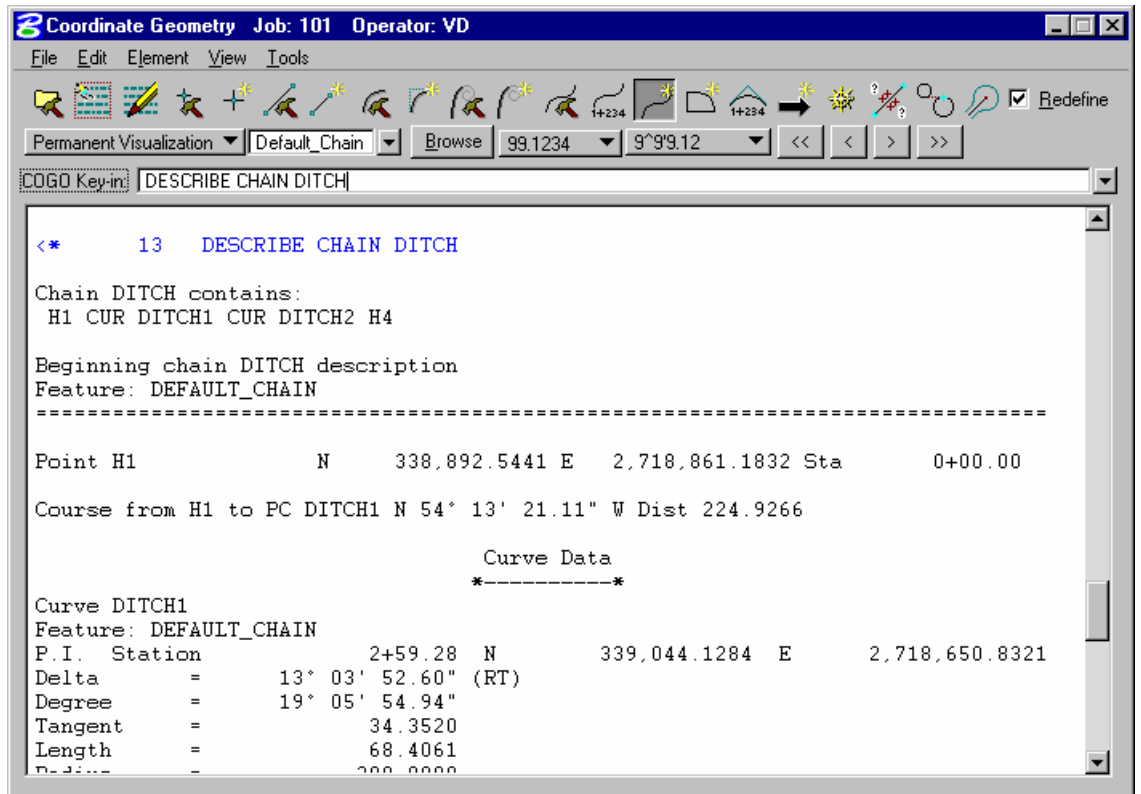 Coordinate Geometry Job: 101 Operator: VD
File Edit Element View Tools
1+234 1+234 ? ? Redefine
Permanent Visualization Default_Chain Browse 99.1234 9^9'9.12 << < > >>
COGO Key-in: DESCRIBE CHAIN DITCH
<* 13 DESCRIBE CHAIN DITCH
Chain DITCH contains:
H1 CUR DITCH1 CUR DITCH2 H4
Beginning chain DITCH description
Feature: DEFAULT_CHAIN
===============================================================================
Point H1 N 338,892.5441 E 2,718,861.1832 Sta 0+00.00
Course from H1 to PC DITCH1 N 54° 13' 21.11" W Dist 224.9266
Curve Data
*----------*
Curve DITCH1
Feature: DEFAULT_CHAIN
P.I. Station 2+59.28 N 339,044.1284 E 2,718,650.8321
Delta = 13° 03' 52.60" (RT)
Degree = 19° 05' 54.94"
Tangent = 34.3520
Length = 68.4061